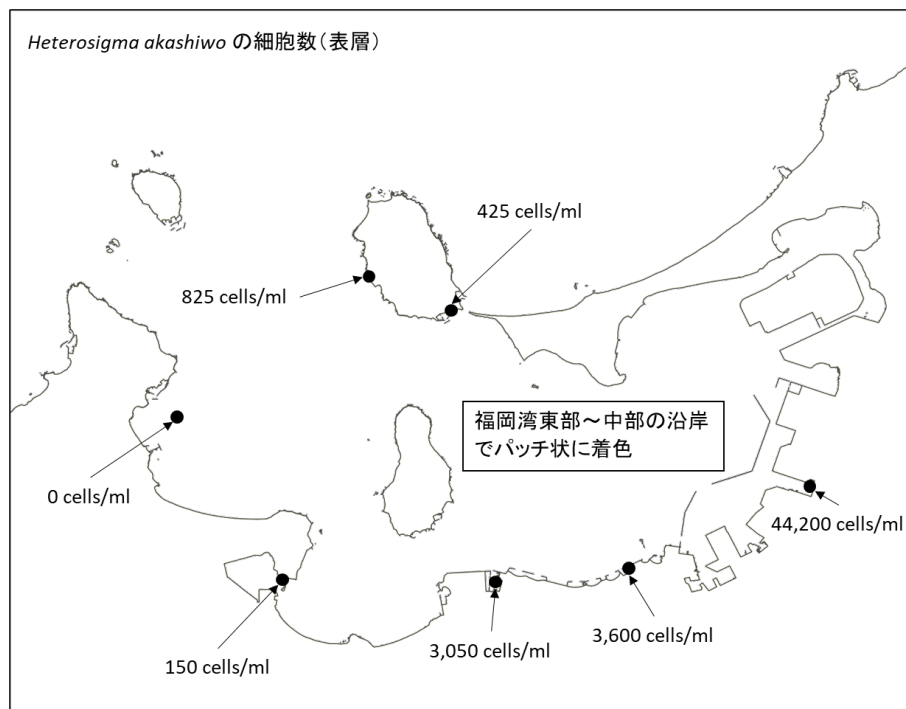 Heterosigma akashiwo の細胞数（表層）
425 cells/ml
825 cells/ml
福岡湾東部～中部の沿岸
でパッチ状に着色
0 cells/ml
44,200 cells/ml
3,600 cells/ml
3,050 cells/ml
150 cells/ml